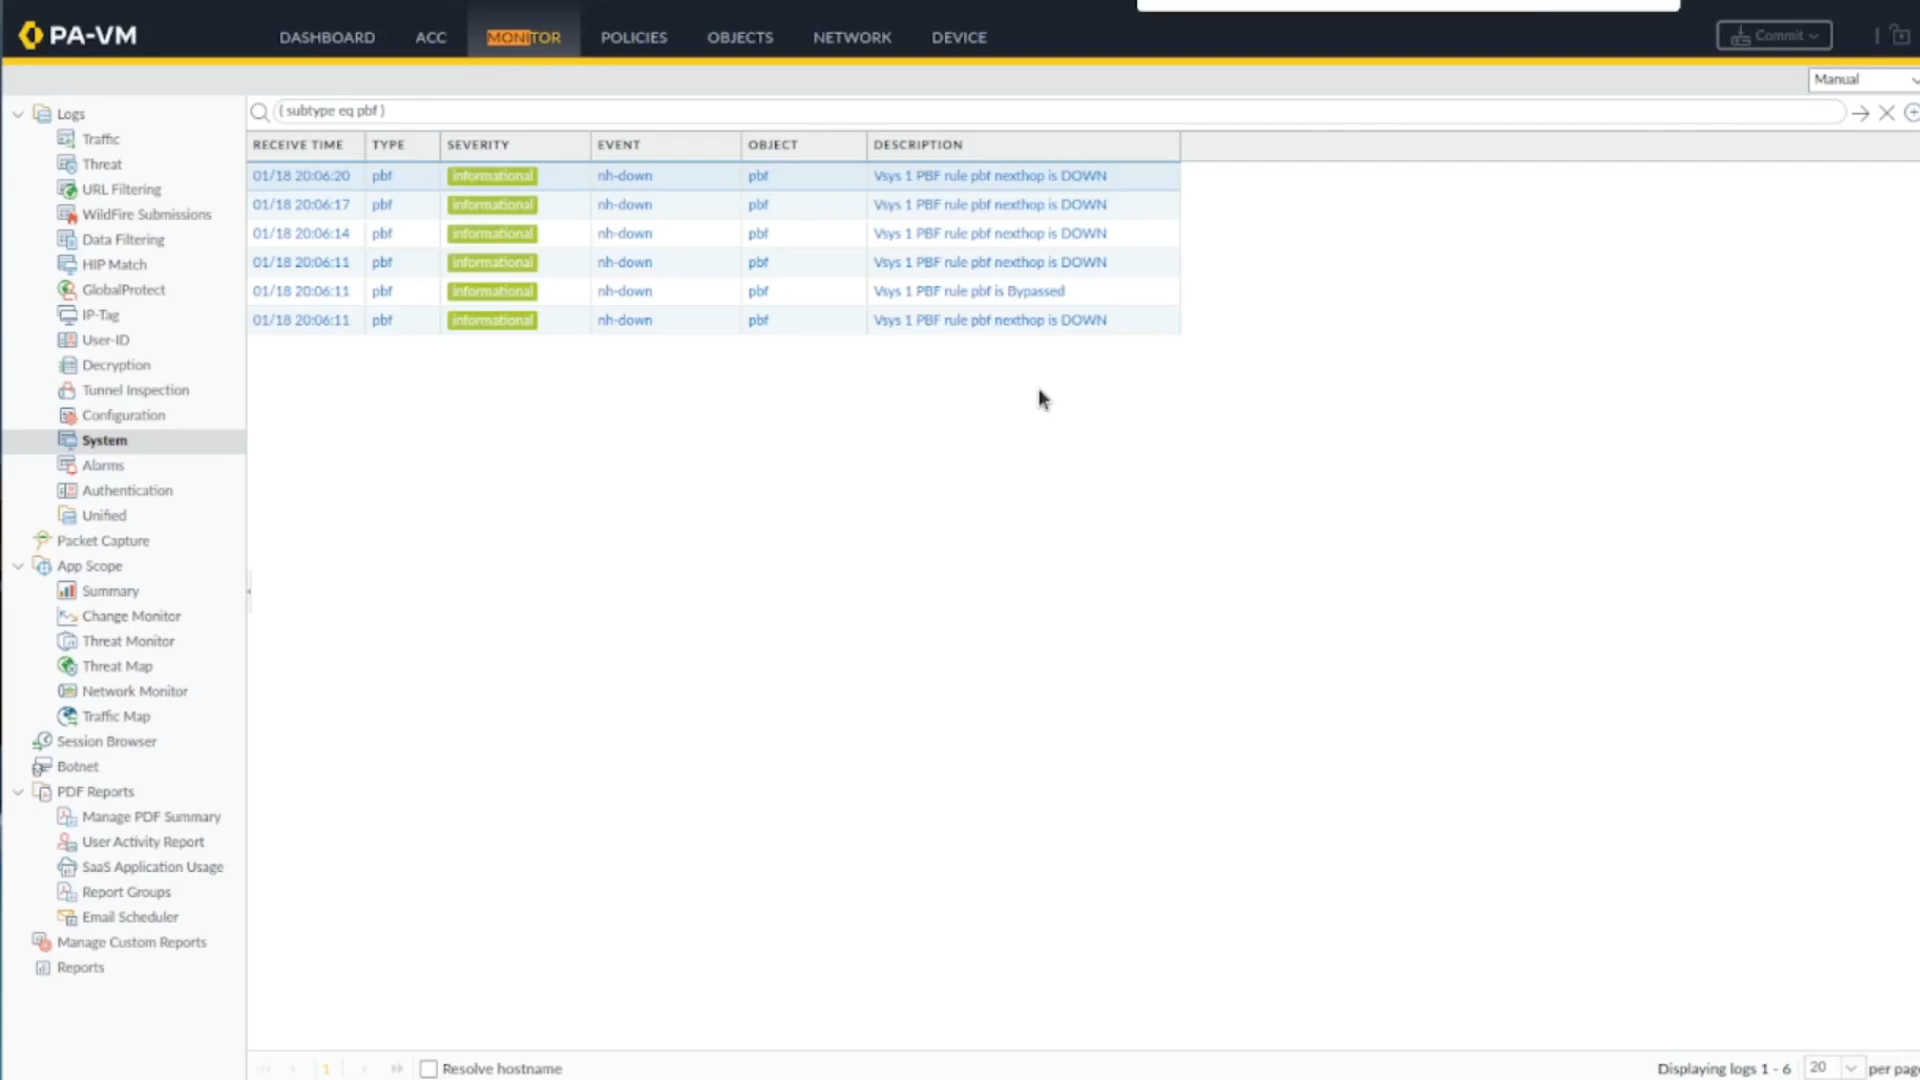 PA-VM
DASHBOARD ACC MONITOR POLICIES OBJECTS NETWORK DEVICE
Commit
Manual
Logs
Traffic
Threat
URL Filtering
WildFire Submissions
Data Filtering
HIP Match
GlobalProtect
IP-Tag
User-ID
Decryption
Tunnel Inspection
Configuration
System
Alarms
Authentication
Unified
Packet Capture
App Scope
Summary
Change Monitor
Threat Monitor
Threat Map
Network Monitor
Traffic Map
Session Browser
Botnet
PDF Reports
Manage PDF Summary
User Activity Report
SaaS Application Usage
Report Groups
Email Scheduler
Manage Custom Reports
Reports
( subtype eq pbf )
RECEIVE TIME TYPE SEVERITY EVENT OBJECT DESCRIPTION
01/18 20:06:20 pbf informational nh-down pbf Vsys 1 PBF rule pbf nexthop is DOWN
01/18 20:06:17 pbf informational nh-down pbf Vsys 1 PBF rule pbf nexthop is DOWN
01/18 20:06:14 pbf informational nh-down pbf Vsys 1 PBF rule pbf nexthop is DOWN
01/18 20:06:11 pbf informational nh-down pbf Vsys 1 PBF rule pbf nexthop is DOWN
01/18 20:06:11 pbf informational nh-down pbf Vsys 1 PBF rule pbf is Bypassed
01/18 20:06:11 pbf informational nh-down pbf Vsys 1 PBF rule pbf nexthop is DOWN
1 Resolve hostname Displaying logs 1 - 6 20 per page